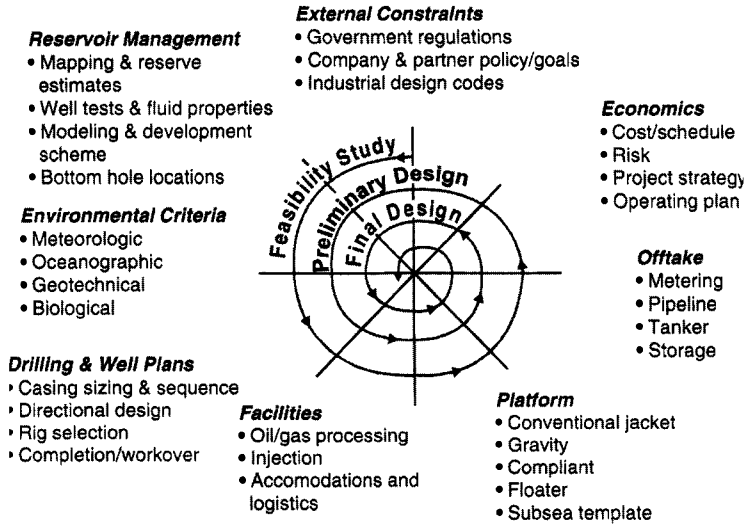 External Constraints
• Government regulations
• Company & partner policy/goals
• Industrial design codes
Reservoir Management
• Mapping & reserve
estimates
• Well tests & fluid properties
• Modeling & development
scheme
• Bottom hole locations
Economics
• Cost/schedule
• Risk
• Project strategy
• Operating plan
Feasibility Study
Preliminary Design
Final Design
Environmental Criteria
• Meteorologic
• Oceanographic
• Geotechnical
• Biological
Offtake
• Metering
• Pipeline
• Tanker
• Storage
Drilling & Well Plans
• Casing sizing & sequence
• Directional design
• Rig selection
• Completion/workover
Facilities
• Oil/gas processing
• Injection
• Accomodations and
logistics
Platform
• Conventional jacket
• Gravity
• Compliant
• Floater
• Subsea template